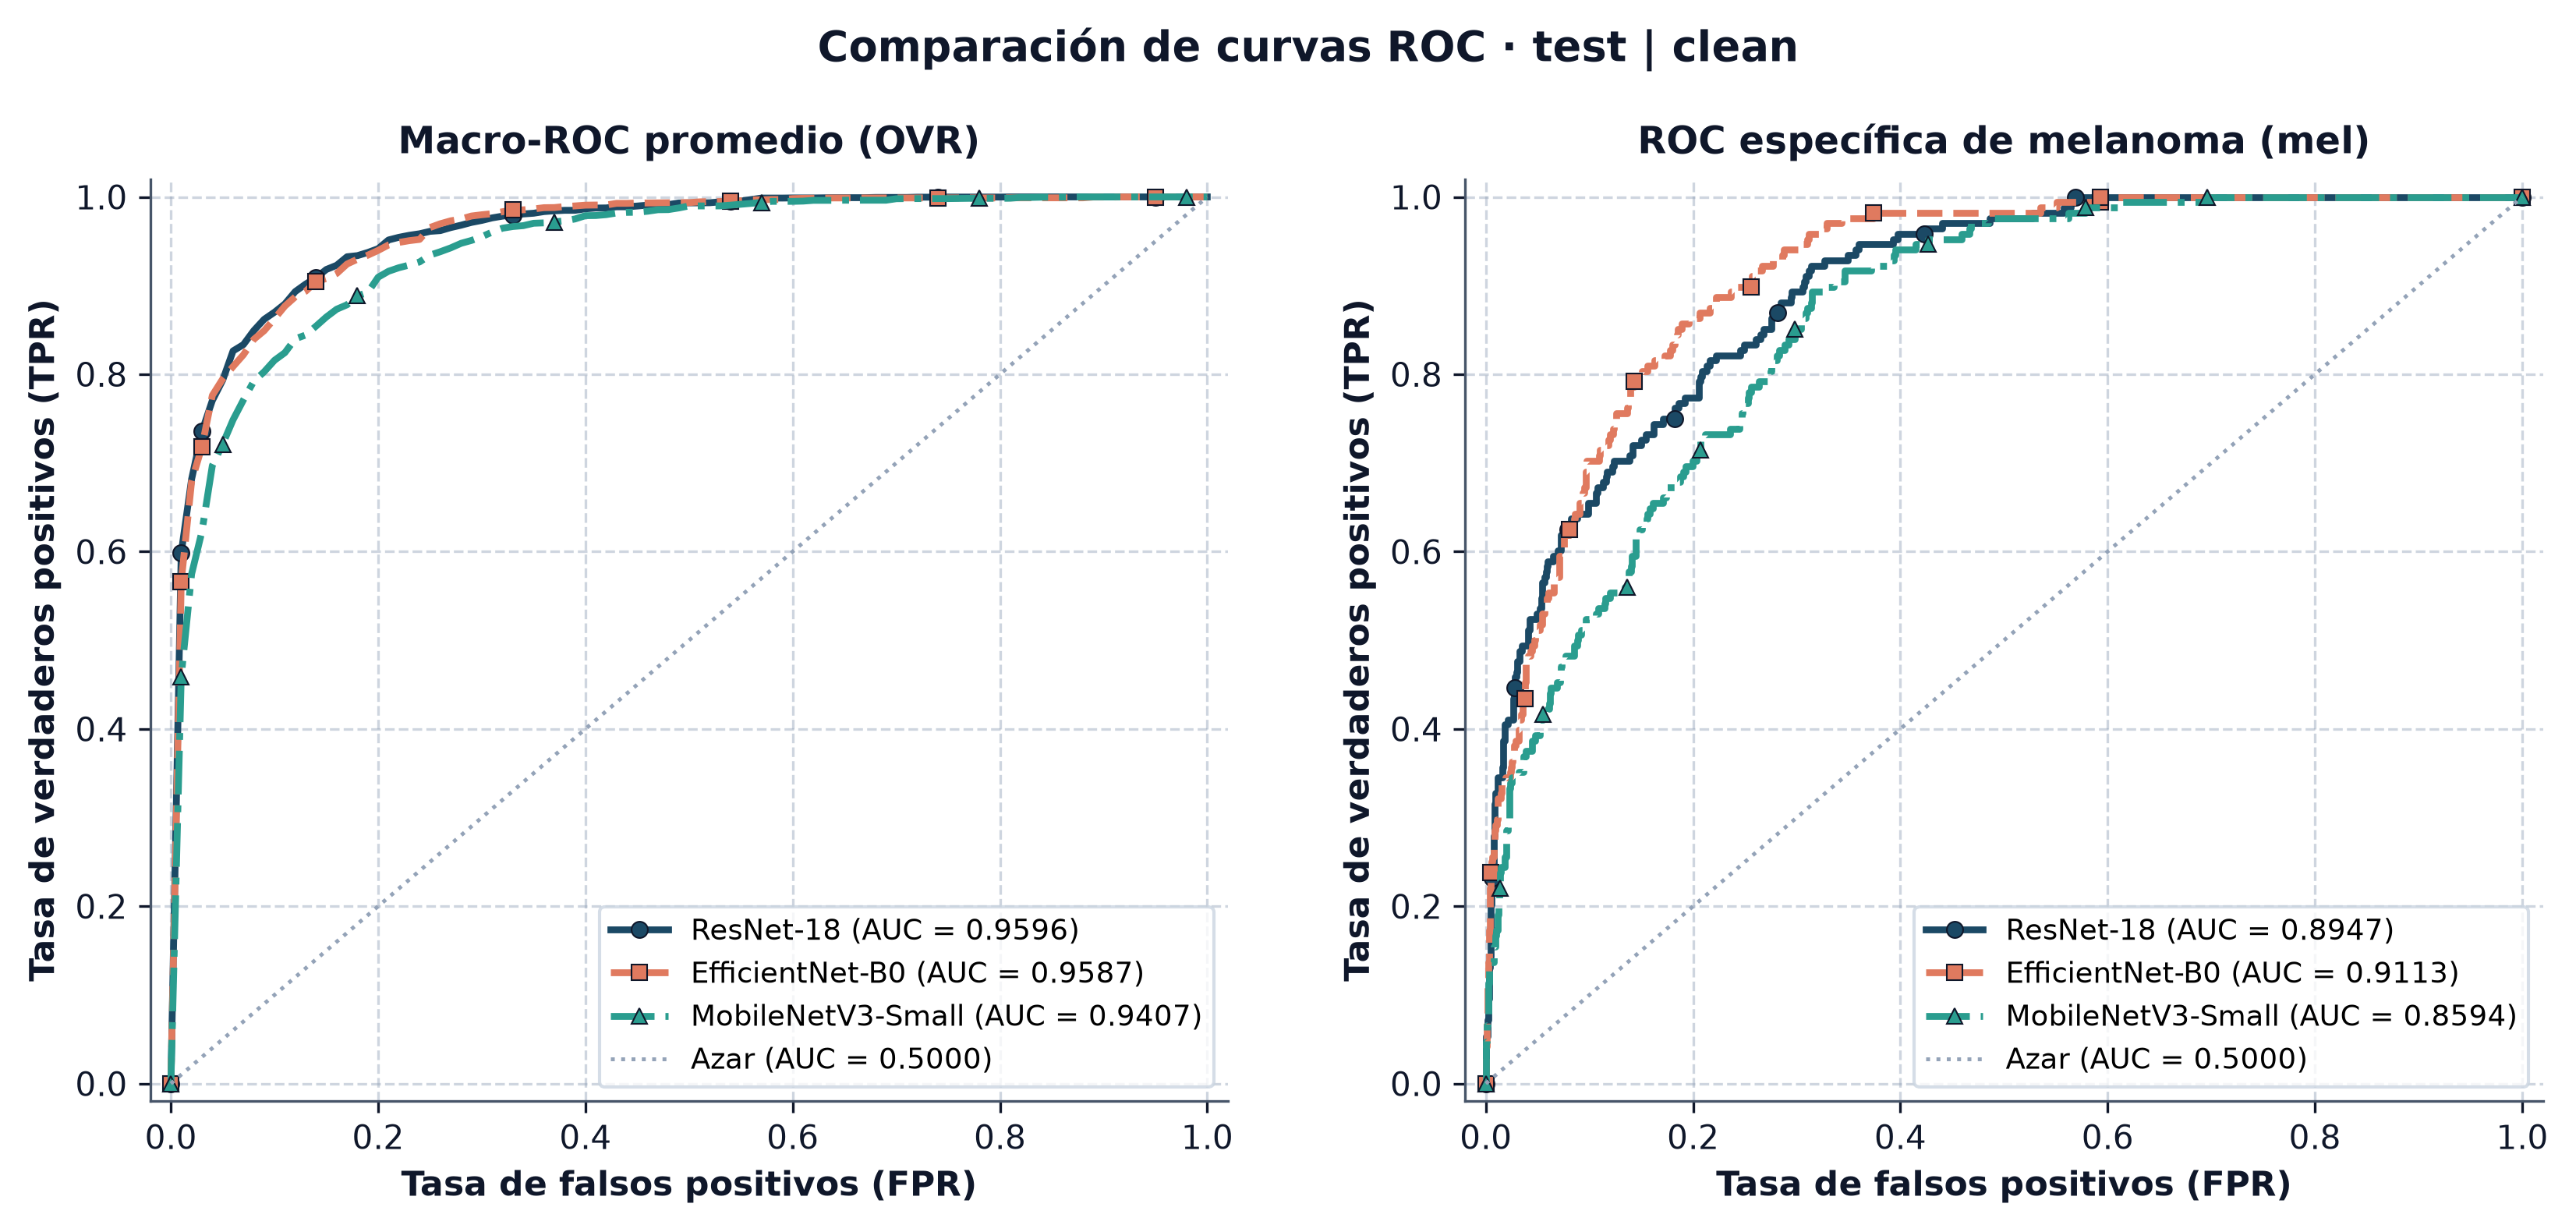 Comparación de curvas ROC · test | clean
Macro-ROC promedio (OVR)
Tasa de verdaderos positivos (TPR)
1.0
0.8
0.6
0.4
0.2
0.0
ResNet-18 (AUC = 0.9596)
EfficientNet-B0 (AUC = 0.9587)
MobileNetV3-Small (AUC = 0.9407)
Azar (AUC = 0.5000)
0.0 0.2 0.4 0.6 0.8 1.0
Tasa de falsos positivos (FPR)
ROC específica de melanoma (mel)
Tasa de verdaderos positivos (TPR)
1.0
0.8
0.6
0.4
0.2
0.0
ResNet-18 (AUC = 0.8947)
EfficientNet-B0 (AUC = 0.9113)
MobileNetV3-Small (AUC = 0.8594)
Azar (AUC = 0.5000)
0.0 0.2 0.4 0.6 0.8 1.0
Tasa de falsos positivos (FPR)